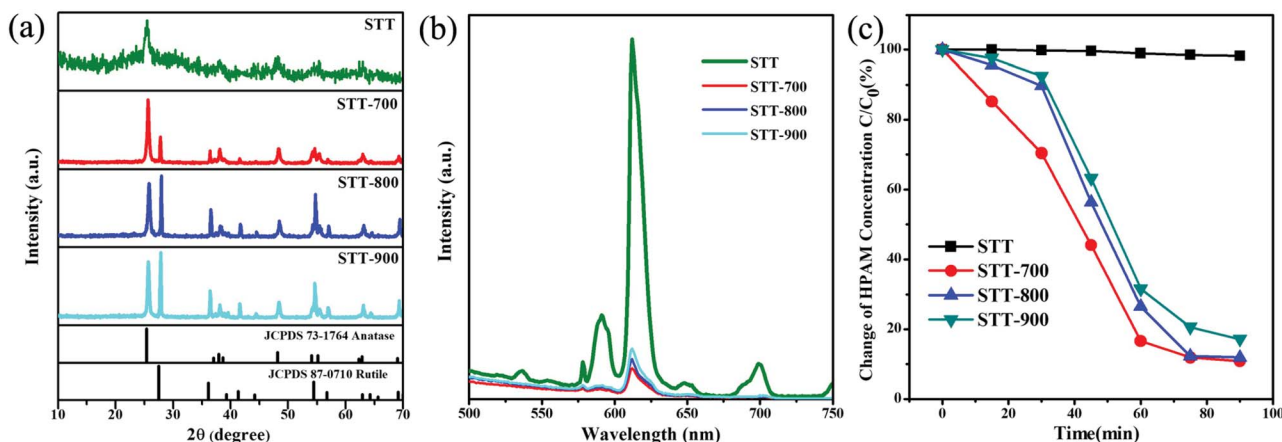 (a)
STT
STT-700
STT-800
STT-900
JCPDS 73-1764 Anatase
JCPDS 87-0710 Rutile
Intensity (a.u.)
10 20 30 40 50 60 70
2θ (degree)
(b)
STT
STT-700
STT-800
STT-900
Intensity (a.u.)
500 550 600 650 700 750
Wavelength (nm)
(c)
100
80
60
40
20
0
STT
STT-700
STT-800
STT-900
Change of HPAM Concentration C/C₀(%)
0 20 40 60 80 100
Time(min)